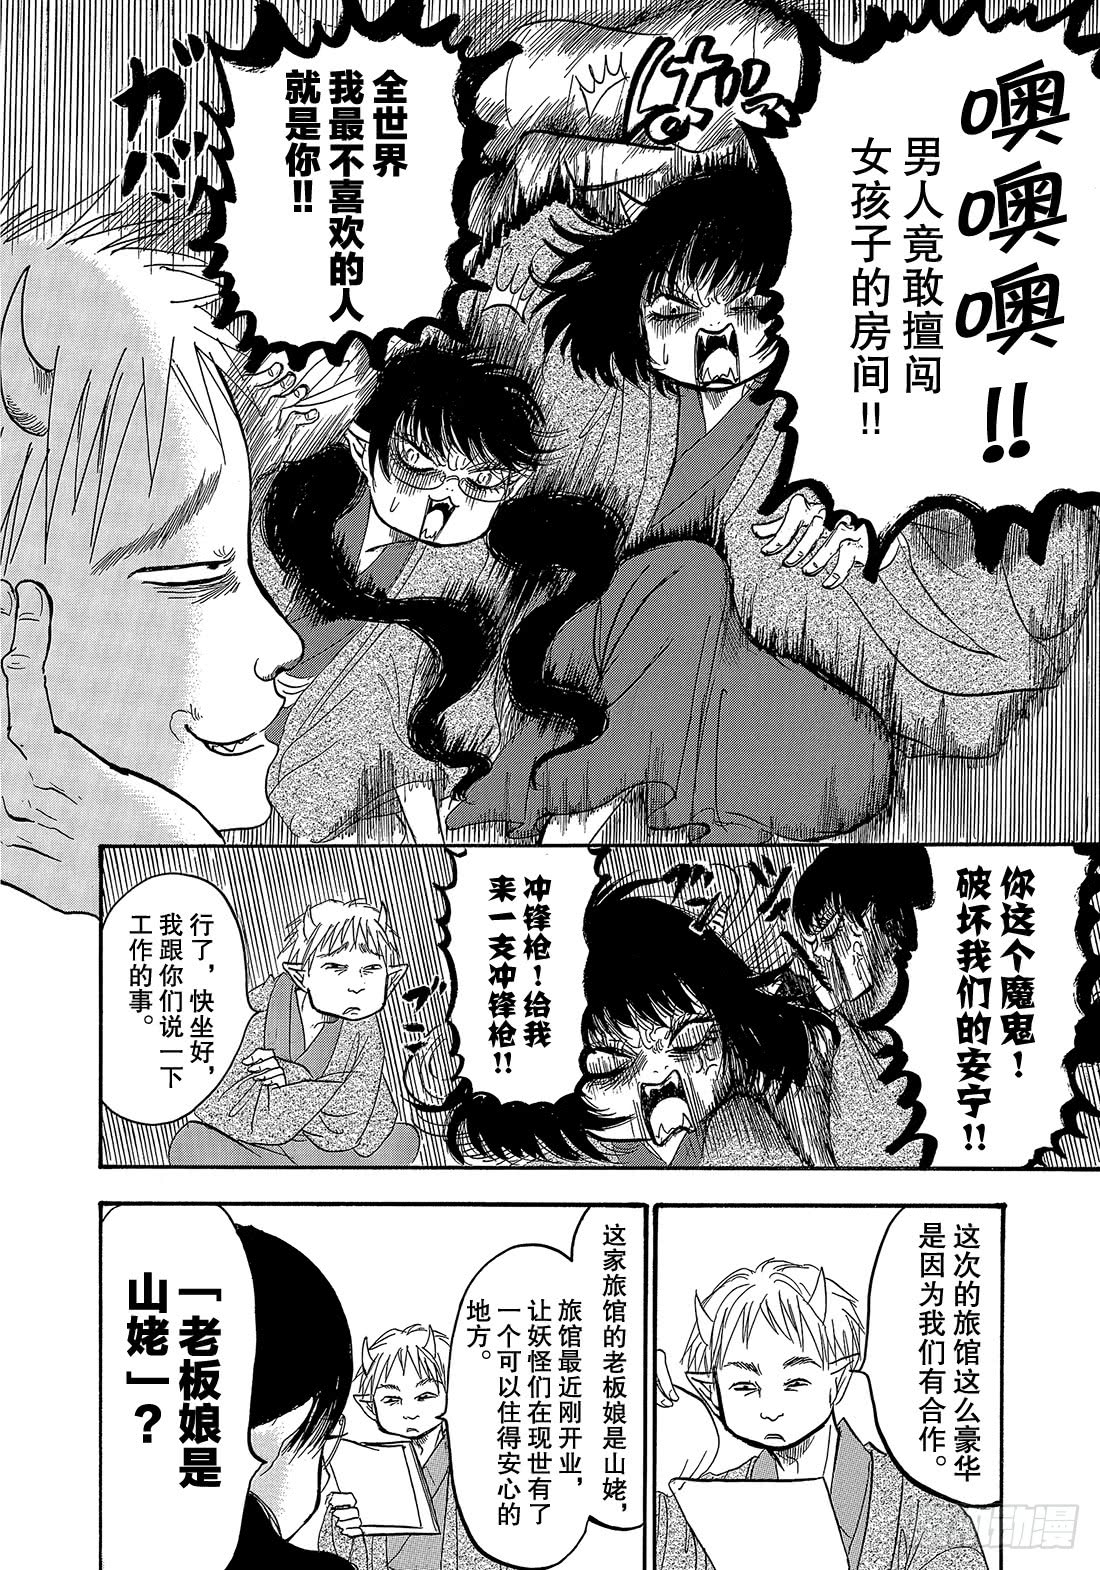 噢噢噢!!
男人竟敢擅闯
女孩子的房间!!
全世界
我最不喜欢的人
就是你!!
ガバッ
你这个魔鬼!
破坏我们的安宁!!
冲锋枪!给我
来一支冲锋枪!!
行了,快坐好,
我跟你们说一下
工作的事。
这次的旅馆这么豪华
是因为我们有合作。
这家旅馆的老板娘是山姥,
旅馆最近刚开业,
让妖怪们在现世有了
一个可以住得安心的
地方。
「老板娘是
山姥」?